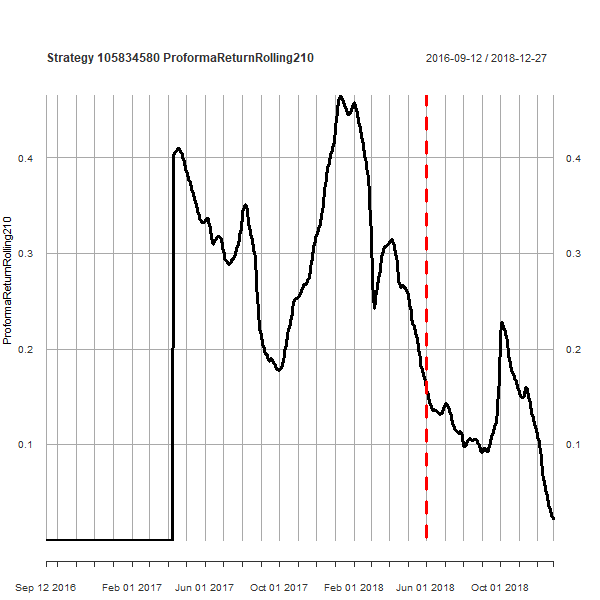 Strategy 105834580 ProformaReturnRolling210
2016-09-12 / 2018-12-27
ProformaReturnRolling210
0.4 0.4
0.3 0.3
0.2 0.2
0.1 0.1
Sep 12 2016 Feb 01 2017 Jun 01 2017 Oct 01 2017 Feb 01 2018 Jun 01 2018 Oct 01 2018